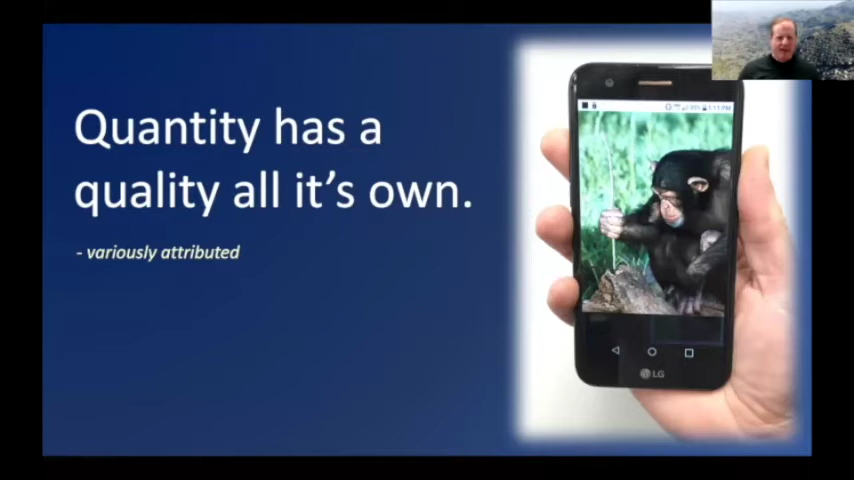 Quantity has a
quality all it's own.
- variously attributed
LG